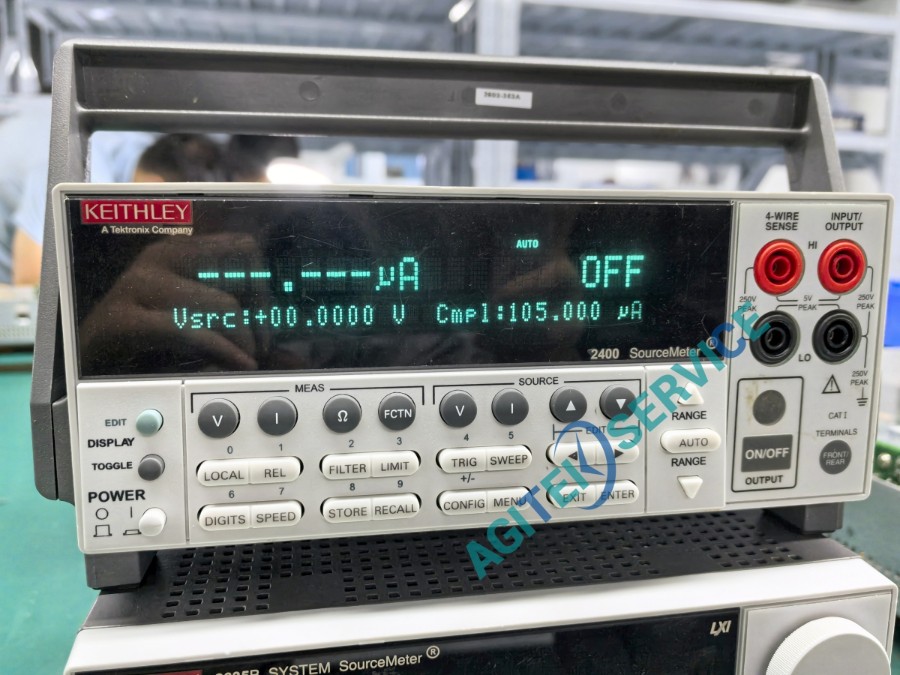 KEITHLEY
A Tektronix Company
AUTO
---.---µA OFF
Vsrc:+00.0000 V Cmpl:105.000 µA
2400 SourceMeter®
4-WIRE SENSE
INPUT/OUTPUT
HI
250V PEAK
5V PEAK
250V PEAK
LO
250V PEAK
CAT I
TERMINALS
FRONT/REAR
ON/OFF
OUTPUT
MEAS
SOURCE
EDIT
DISPLAY
TOGGLE
POWER
V I Ω FCTN V I ▲ ▼
EDIT
◀ ▶
0 1 2 3 4 5
LOCAL REL FILTER LIMIT TRIG SWEEP
6 7 8 9 +/-
DIGITS SPEED STORE RECALL CONFIG MENU EXIT ENTER
RANGE
AUTO
RANGE
AGITEK SERVICE
SYSTEM SourceMeter®
LXI